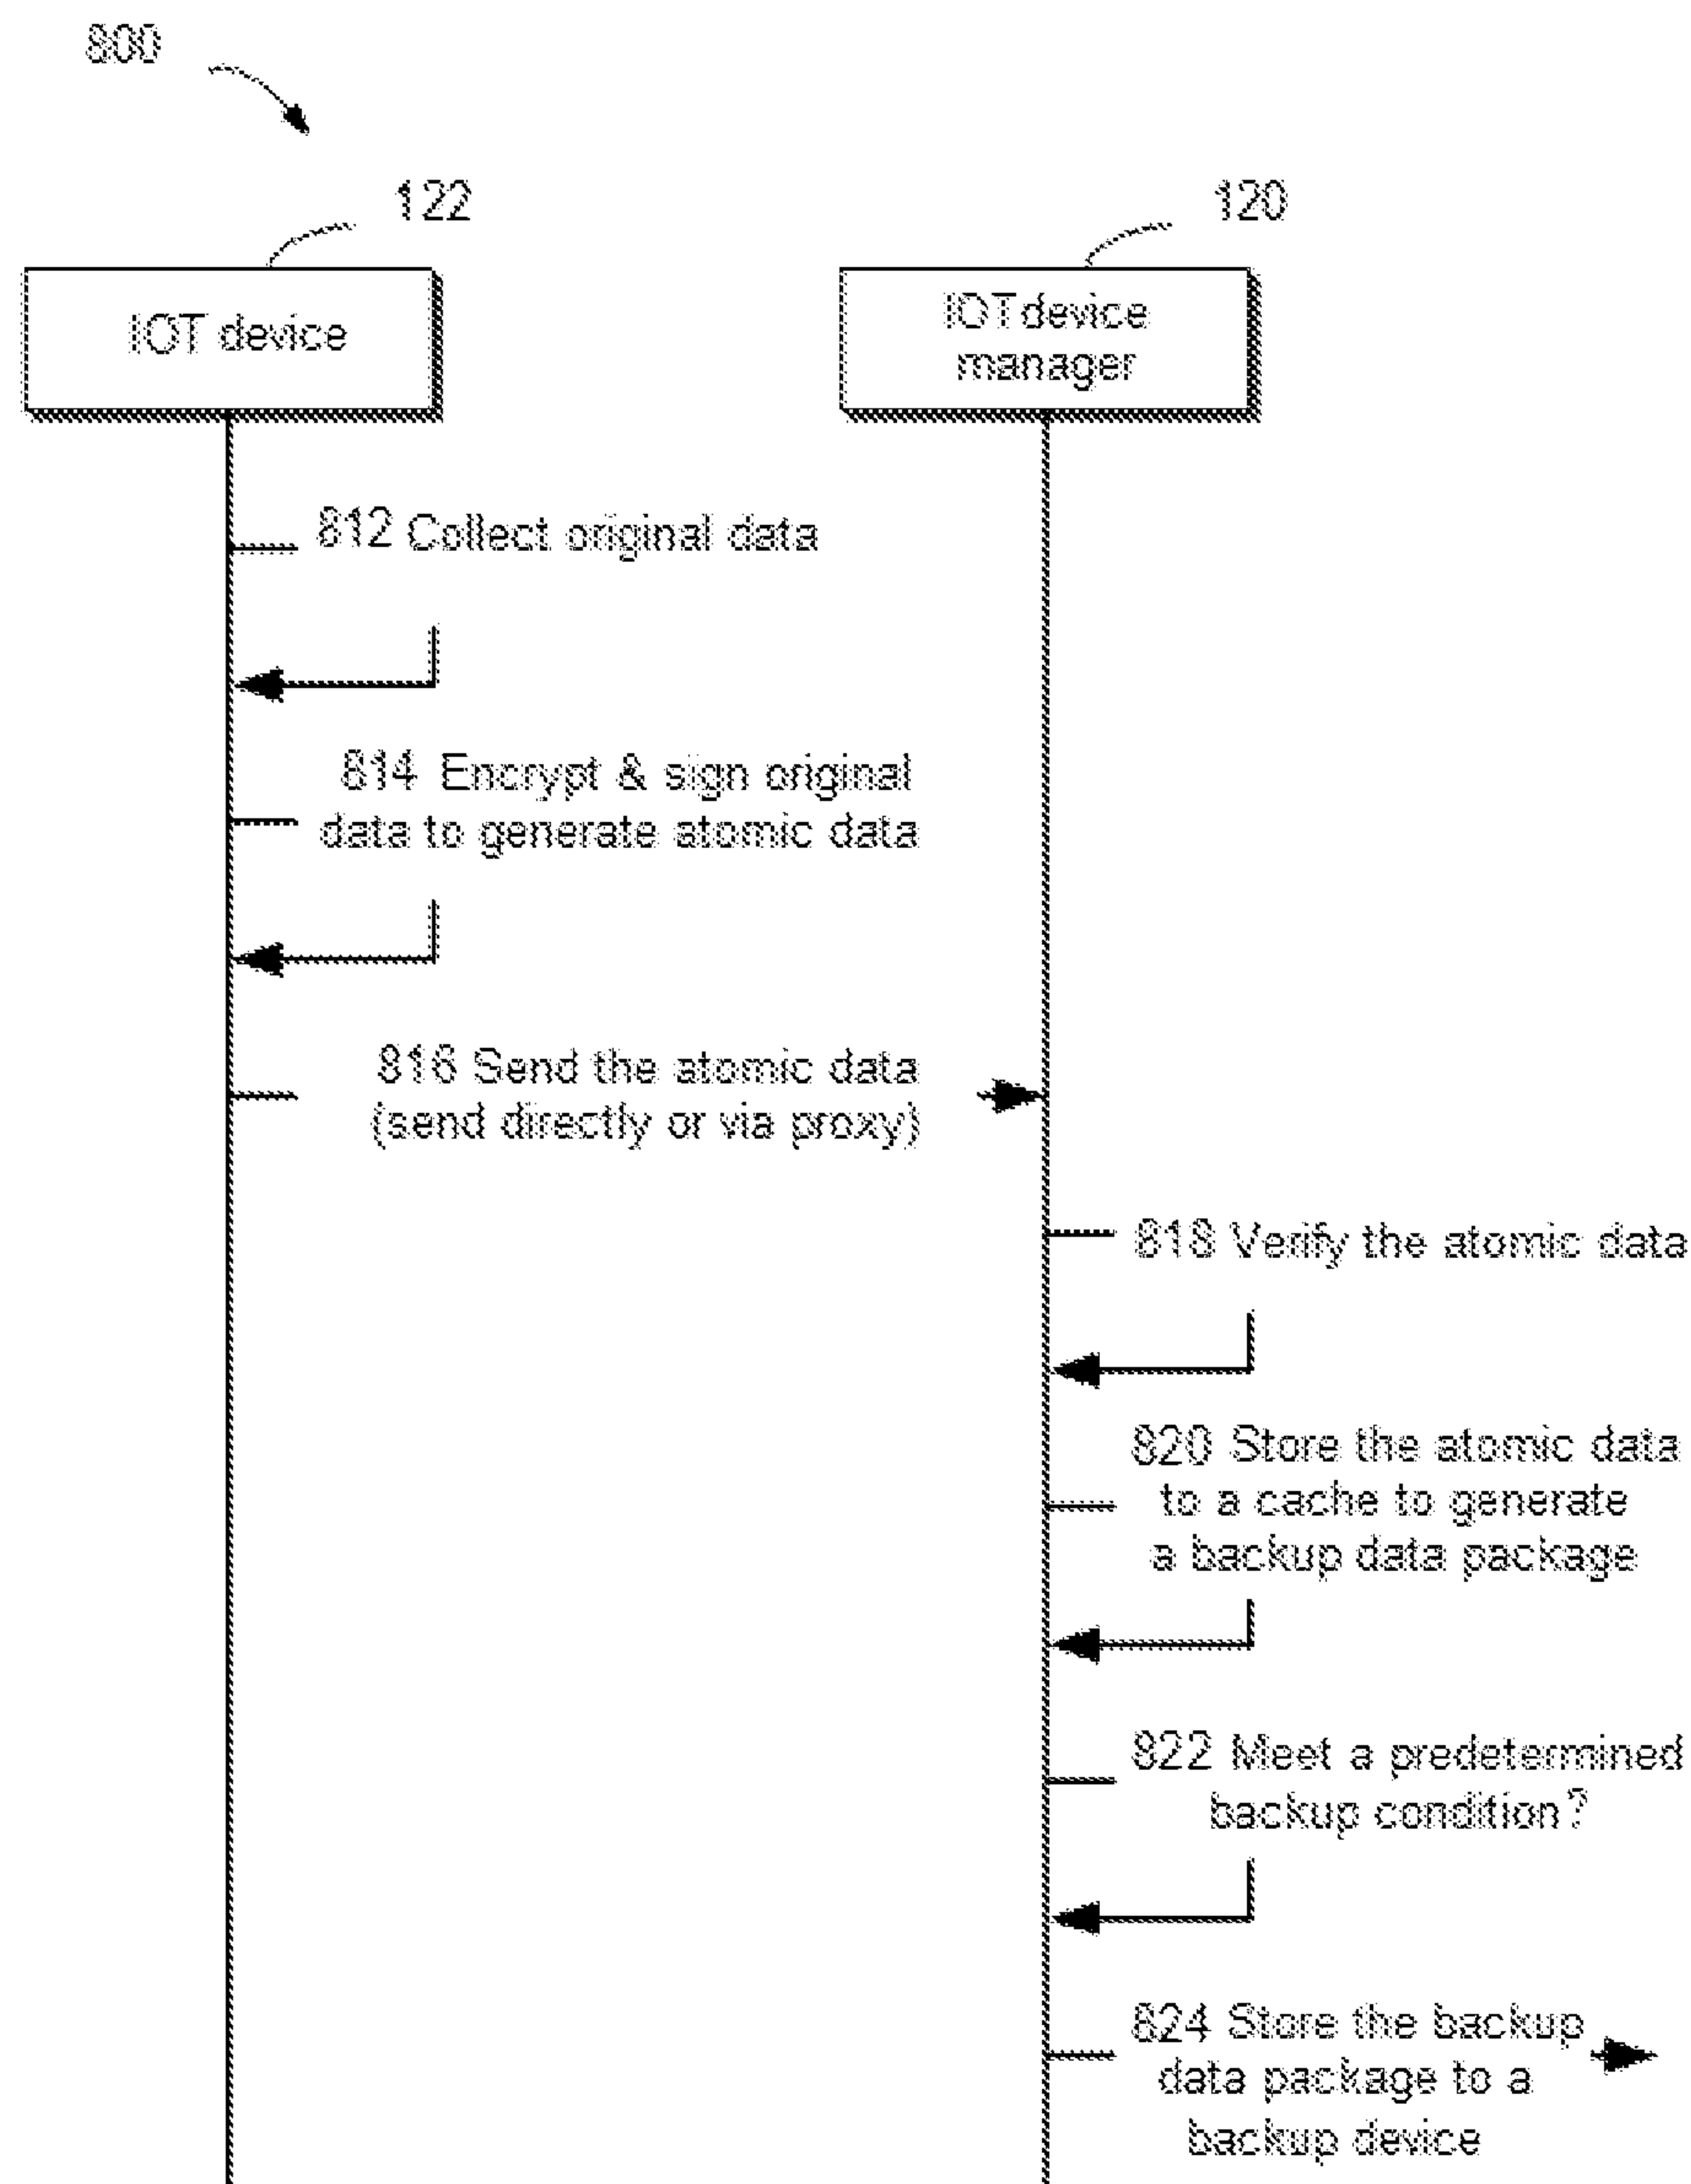 800
122
120
IOT device
IOT device
manager
812 Collect original data
814 Encrypt & sign original
data to generate atomic data
816 Send the atomic data
(send directly or via proxy)
818 Verify the atomic data
820 Store the atomic data
to a cache to generate
a backup data package
822 Meet a predetermined
backup condition?
824 Store the backup
data package to a
backup device